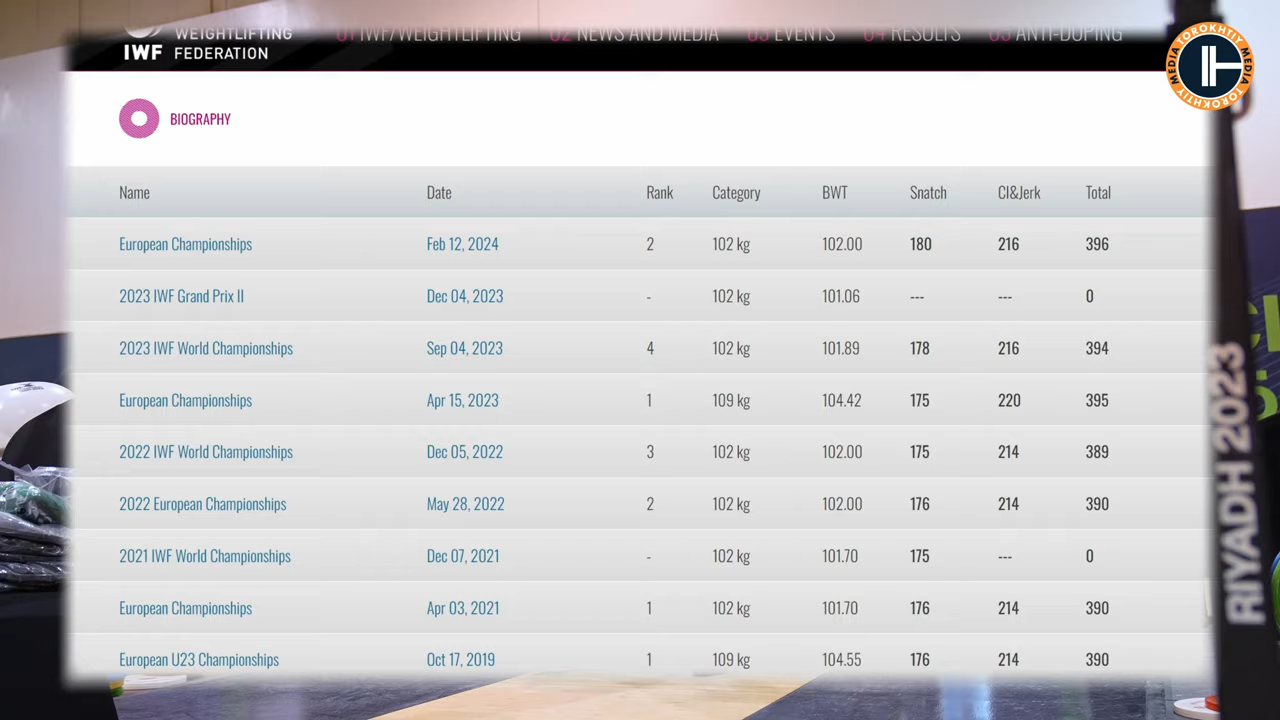 WEIGHTLIFTING
IWF FEDERATION
01 IWF/WEIGHTLIFTING 02 NEWS AND MEDIA 03 EVENTS 04 RESULTS 05 ANTI-DOPING
TOROKHTIY MEDIA TOROKHTIY MEDIA
BIOGRAPHY
Name Date Rank Category BWT Snatch Cl&Jerk Total
European Championships Feb 12, 2024 2 102 kg 102.00 180 216 396
2023 IWF Grand Prix II Dec 04, 2023 - 102 kg 101.06 --- --- 0
2023 IWF World Championships Sep 04, 2023 4 102 kg 101.89 178 216 394
European Championships Apr 15, 2023 1 109 kg 104.42 175 220 395
2022 IWF World Championships Dec 05, 2022 3 102 kg 102.00 175 214 389
2022 European Championships May 28, 2022 2 102 kg 102.00 176 214 390
2021 IWF World Championships Dec 07, 2021 - 102 kg 101.70 175 --- 0
European Championships Apr 03, 2021 1 102 kg 101.70 176 214 390
European U23 Championships Oct 17, 2019 1 109 kg 104.55 176 214 390
RIYADH 2023